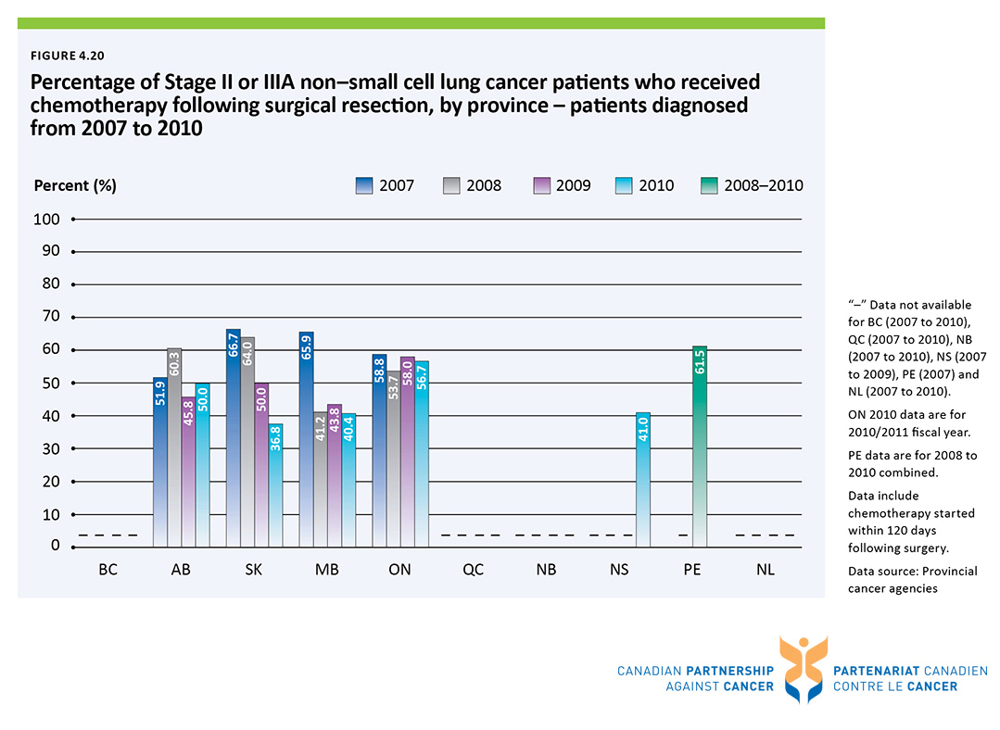 FIGURE 4.20
Percentage of Stage II or IIIA non–small cell lung cancer patients who received
chemotherapy following surgical resection, by province – patients diagnosed
from 2007 to 2010
Percent (%)
2007 2008 2009 2010 2008–2010
100
90
80
70
60
50
40
30
20
10
0
51.9 60.3 45.8 50.0
66.7 64.0 50.0 36.8
65.9 41.2 43.8 40.4
58.8 53.7 58.0 56.7
41.0
61.5
BC AB SK MB ON QC NB NS PE NL
“–” Data not available
for BC (2007 to 2010),
QC (2007 to 2010), NB
(2007 to 2010), NS (2007
to 2009), PE (2007) and
NL (2007 to 2010).
ON 2010 data are for
2010/2011 fiscal year.
PE data are for 2008 to
2010 combined.
Data include
chemotherapy started
within 120 days
following surgery.
Data source: Provincial
cancer agencies
CANADIAN PARTNERSHIP
AGAINST CANCER
PARTENARIAT CANADIEN
CONTRE LE CANCER